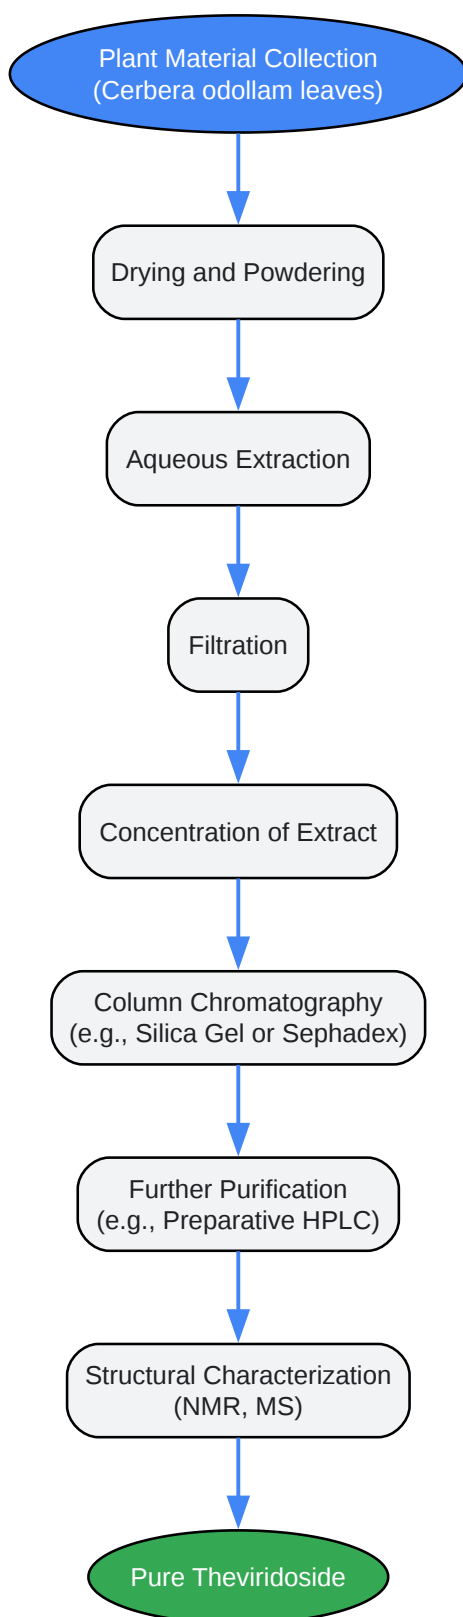 Plant Material Collection
(Cerbera odollam leaves)
Drying and Powdering
Aqueous Extraction
Filtration
Concentration of Extract
Column Chromatography
(e.g., Silica Gel or Sephadex)
Further Purification
(e.g., Preparative HPLC)
Structural Characterization
(NMR, MS)
Pure Theviridoside